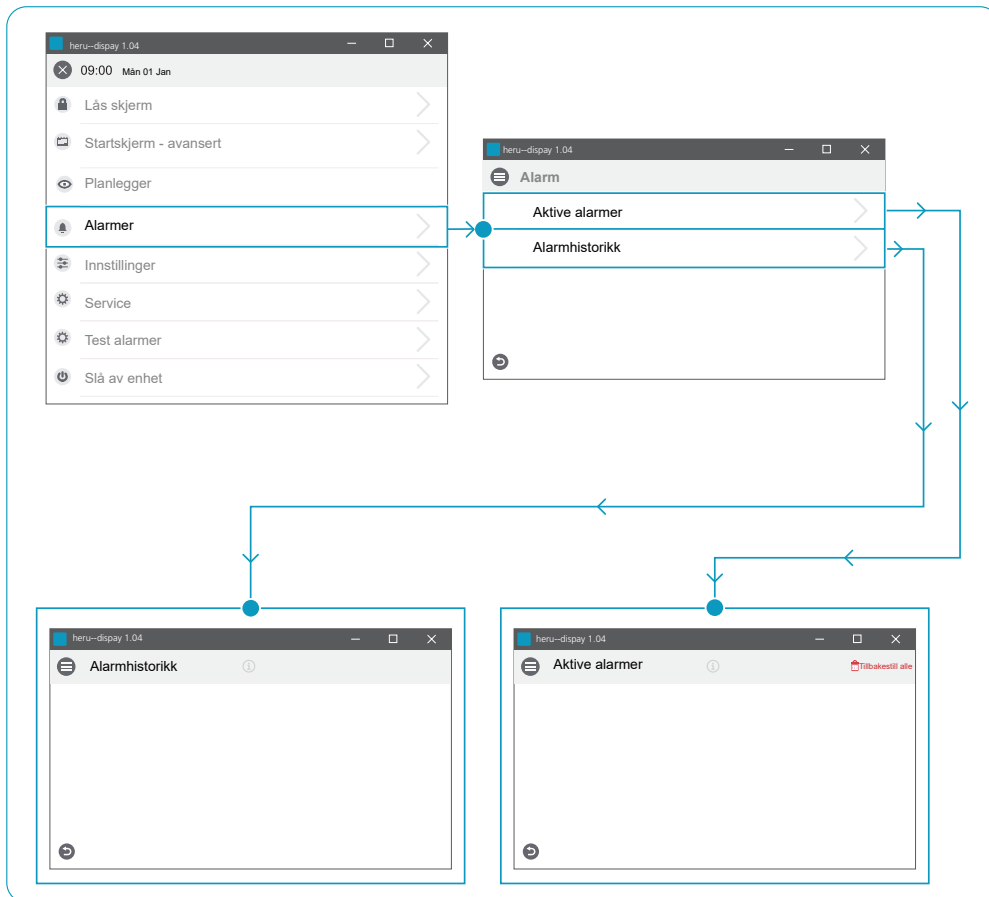 heru--dispay 1.04
09:00 Mån 01 Jan
Lås skjerm
Startskjerm - avansert
Planlegger
Alarmer
Innstillinger
Service
Test alarmer
Slå av enhet
heru--dispay 1.04
Alarm
Aktive alarmer
Alarmhistorikk
heru--dispay 1.04
Alarmhistorikk
heru--dispay 1.04
Aktive alarmer
Tillbakestill alle